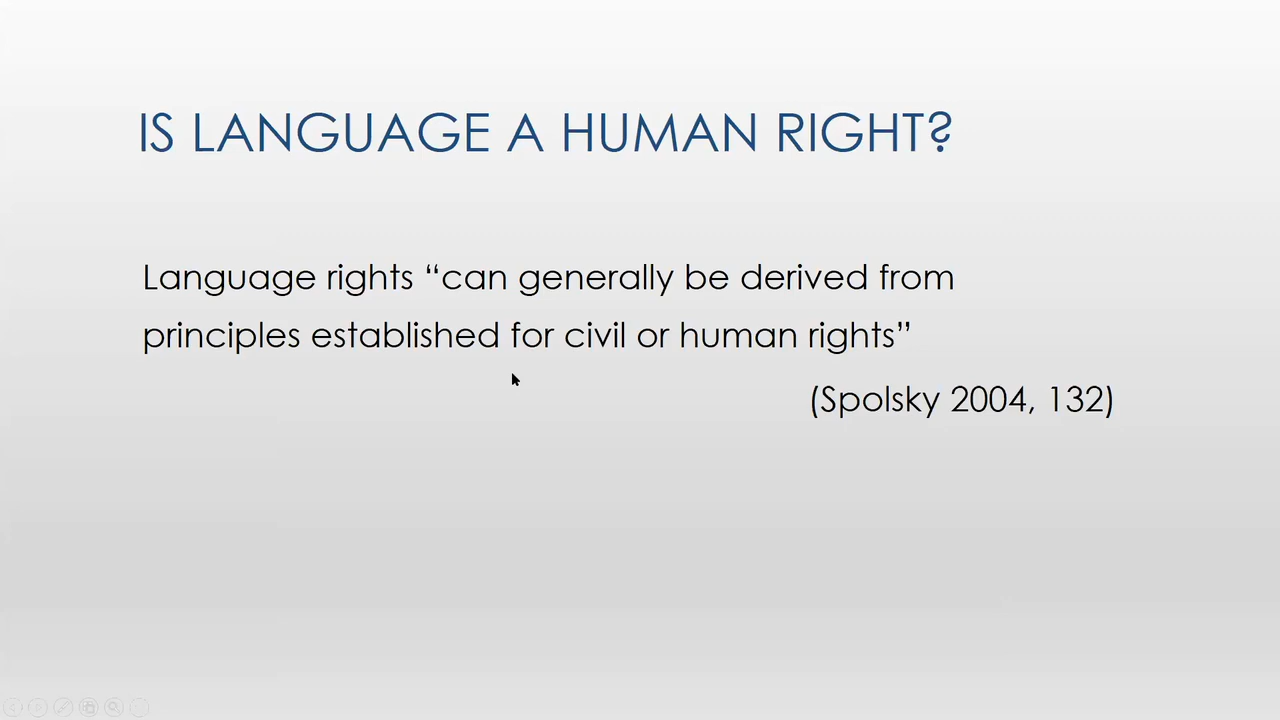 IS LANGUAGE A HUMAN RIGHT?
Language rights “can generally be derived from
principles established for civil or human rights”
(Spolsky 2004, 132)